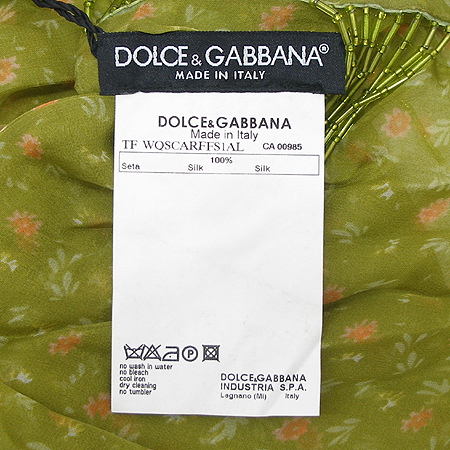 DOLCE & GABBANA®
MADE IN ITALY
DOLCE&GABBANA
Made in Italy
TF WQSCARFFS1AL CA 00985
100%
Seta Silk Silk
no wash in water
no bleach
cool iron
dry cleaning
no tumbler
DOLCE&GABBANA
INDUSTRIA S.P.A.
Legnano (Mi) Italy